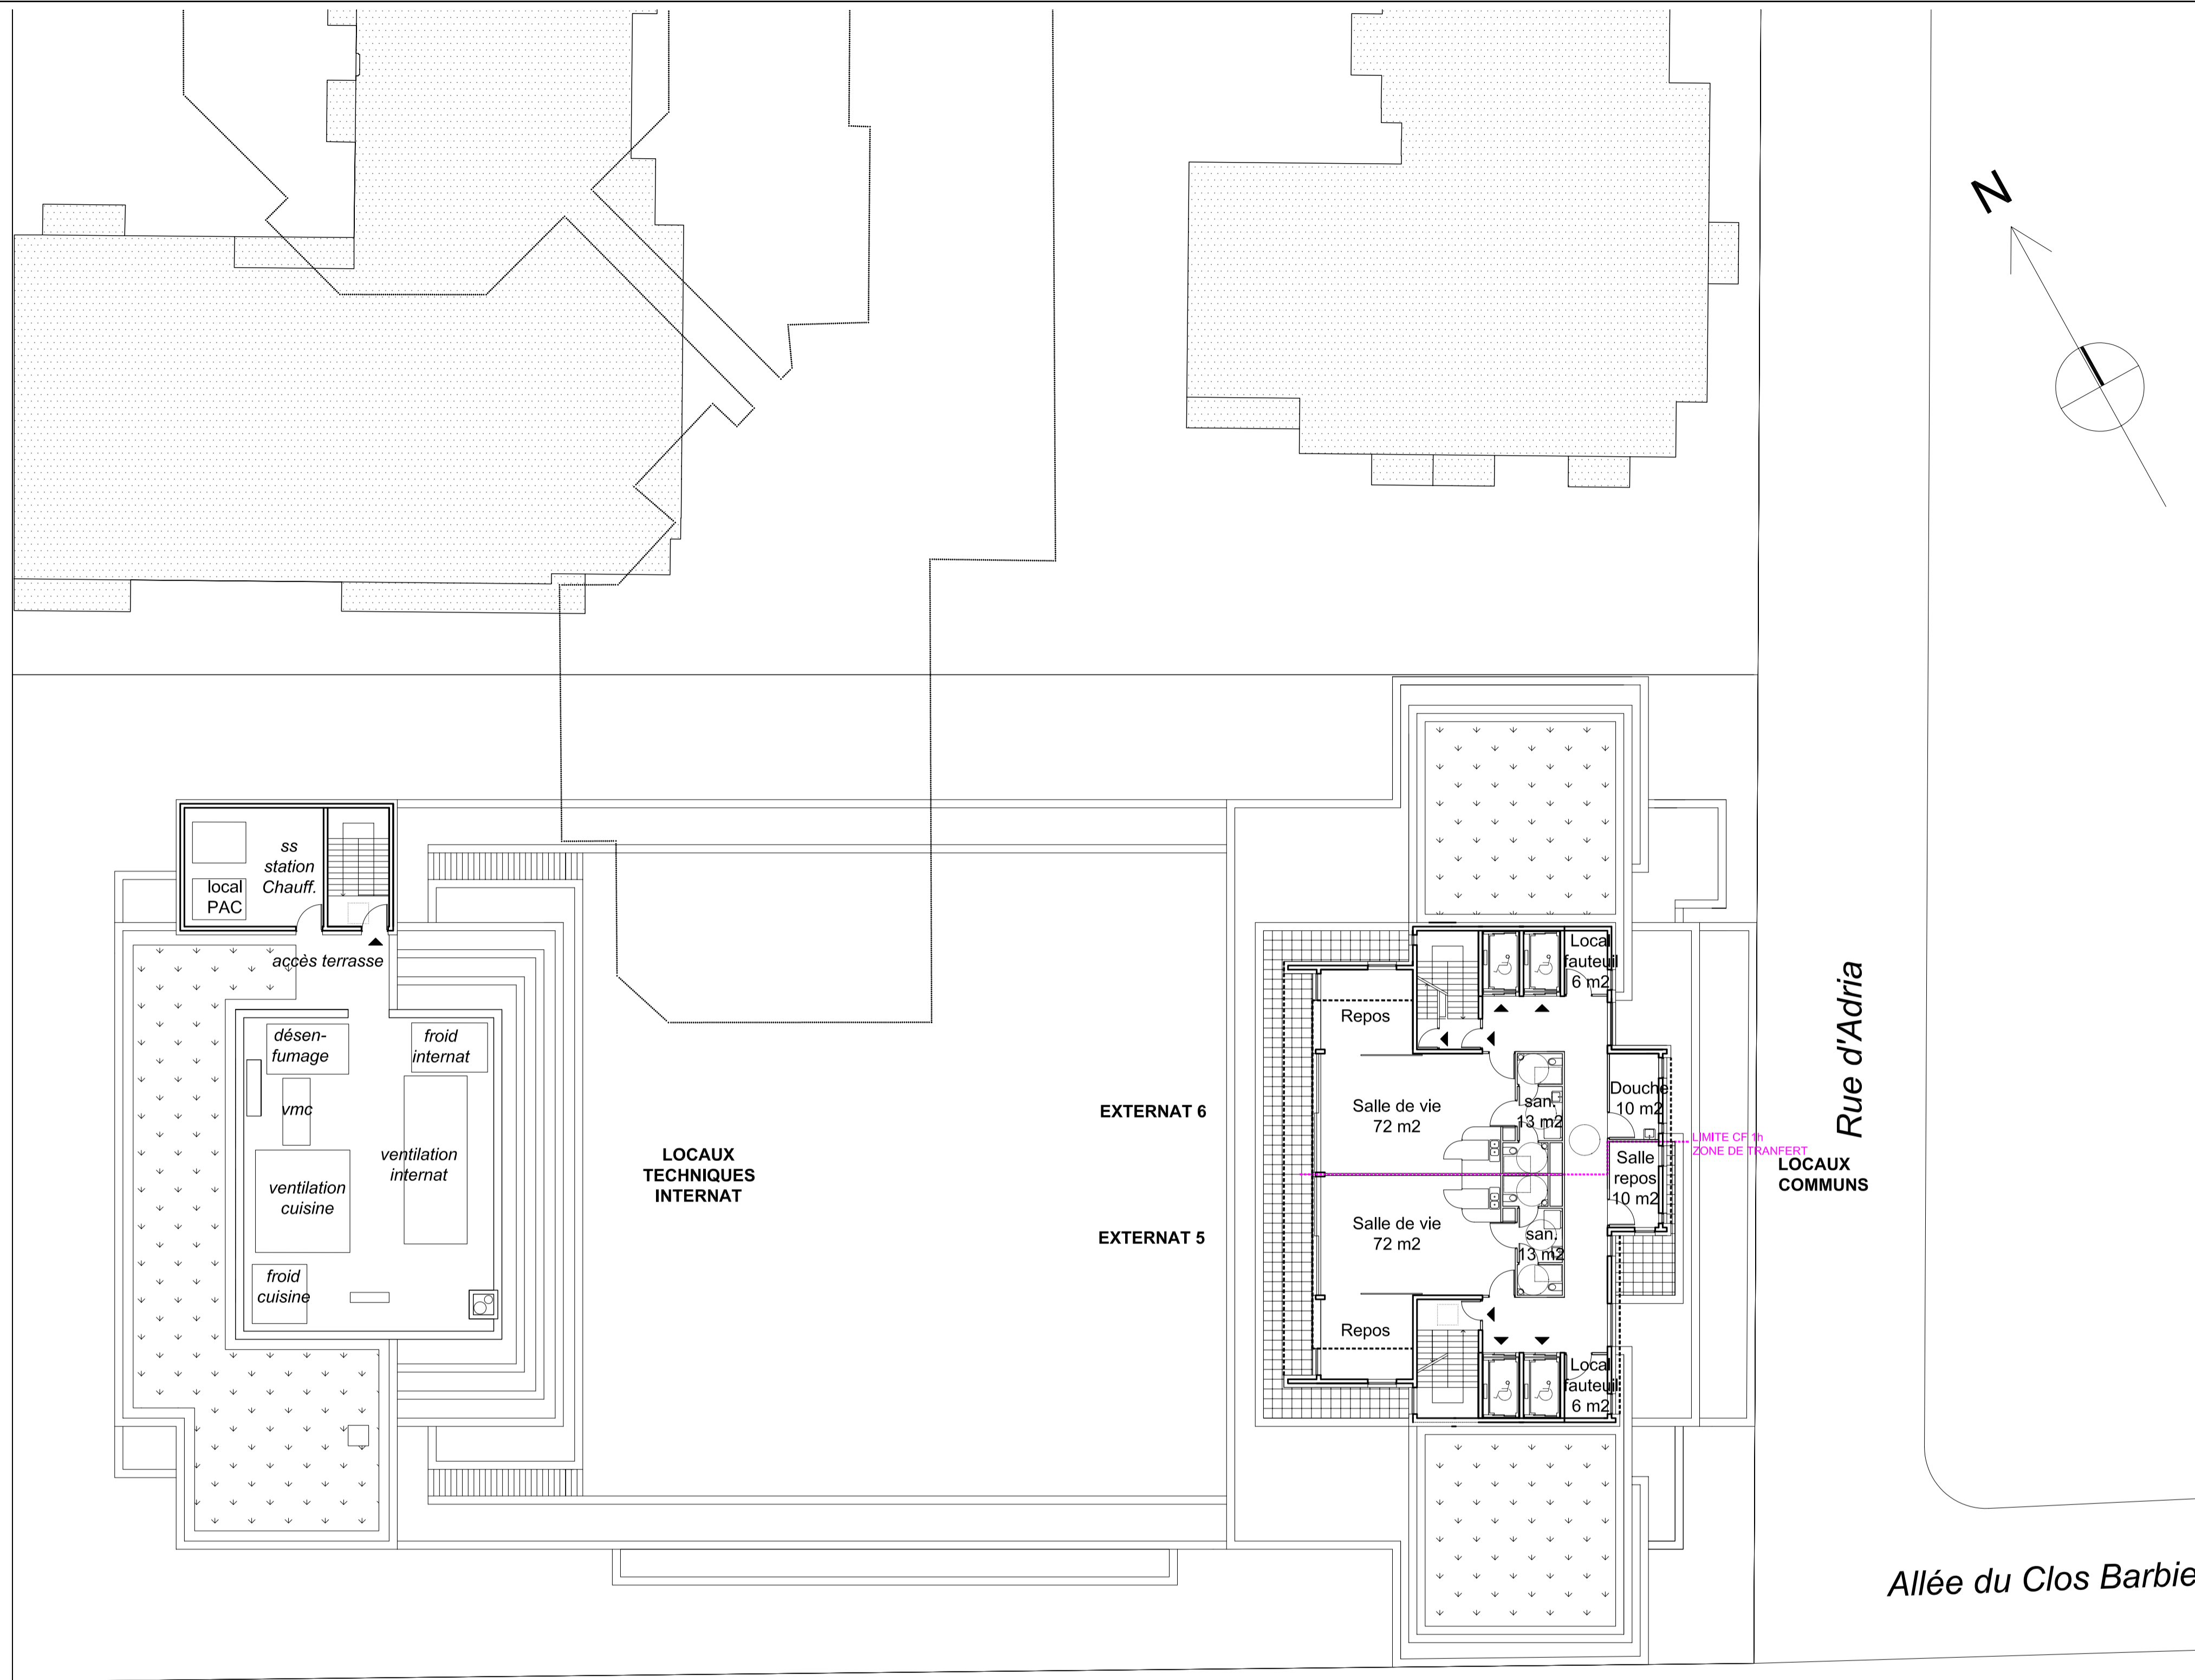 N
Rue d'Adria
Allée du Clos Barbie
ss
station
Chauff.
local
PAC
accès terrasse
désen-
fumage
froid
internat
vmc
ventilation
internat
ventilation
cuisine
froid
cuisine
LOCAUX
TECHNIQUES
INTERNAT
EXTERNAT 6
EXTERNAT 5
Local
fauteuil
6 m2
Repos
Salle de vie
72 m2
san.
13 m2
Douche
10 m2
LIMITE CF 1h
ZONE DE TRANFERT
Salle
repos
10 m2
LOCAUX
COMMUNS
Salle de vie
72 m2
san.
13 m2
Repos
Local
fauteuil
6 m2